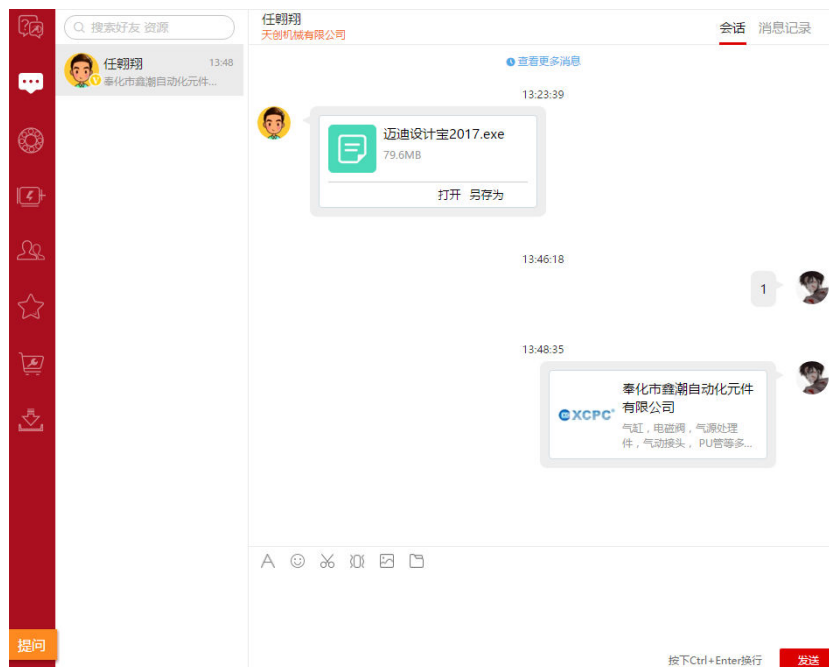 搜索好友 资源
任翱翔
13:48
奉化市鑫潮自动化元件...
任翱翔
天创机械有限公司
会话 消息记录
查看更多消息
13:23:39
迈迪设计宝2017.exe
79.6MB
打开 另存为
13:46:18
1
13:48:35
奉化市鑫潮自动化元件
有限公司
XCPC
气缸，电磁阀，气源处理
件，气动接头， PU管等多...
提问
按下Ctrl+Enter换行
发送